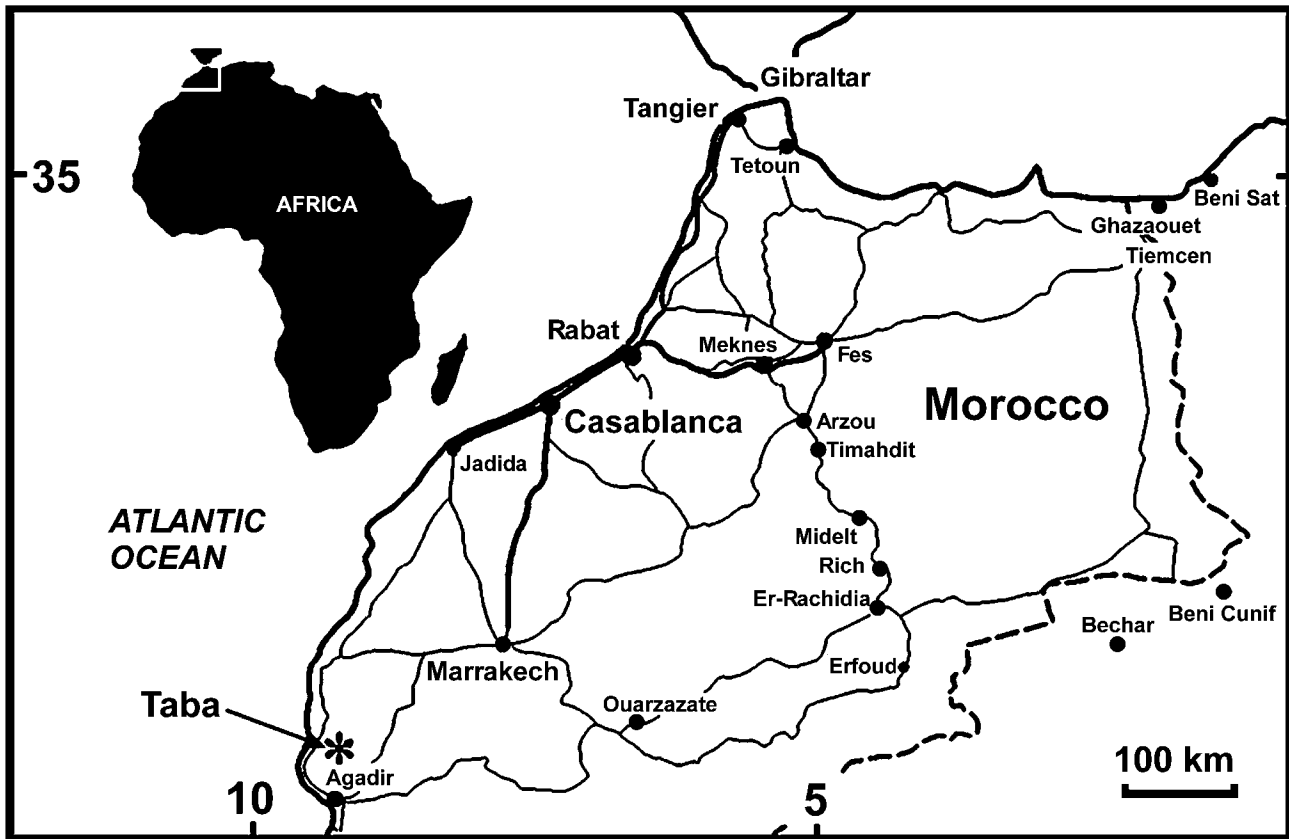 Gibraltar
Tangier
Tetoun
35
AFRICA
Beni Sat
Ghazaouet
Tiemcen
Rabat
Meknes
Fes
Morocco
Casablanca
Arzou
Timahdit
Jadida
ATLANTIC
OCEAN
Midelt
Rich
Er-Rachidia
Beni Cunif
Bechar
Marrakech
Erfoud
Taba
Ouarzazate
Agadir
100 km
10
5